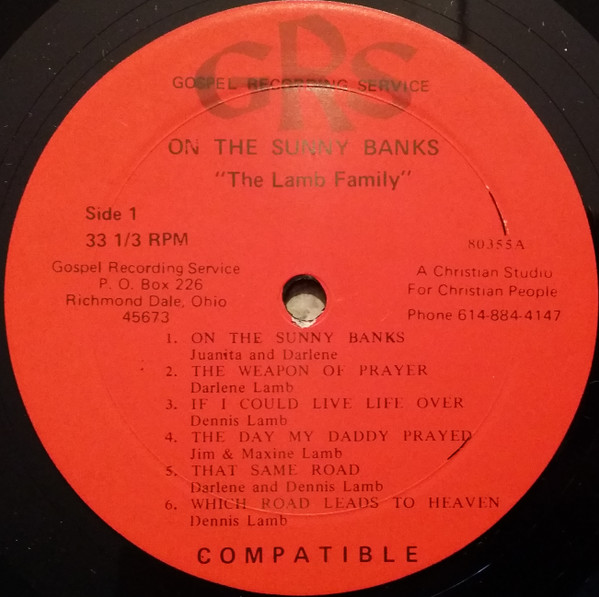 GRS
GOSPEL RECORDING SERVICE
ON THE SUNNY BANKS
"The Lamb Family"
Side 1
33 1/3 RPM
80355A
Gospel Recording Service
P. O. Box 226
Richmond Dale, Ohio
45673
A Christian Studio
For Christian People
Phone 614-884-4147
1. ON THE SUNNY BANKS
Juanita and Darlene
2. THE WEAPON OF PRAYER
Darlene Lamb
3. IF I COULD LIVE LIFE OVER
Dennis Lamb
4. THE DAY MY DADDY PRAYED
Jim & Maxine Lamb
5. THAT SAME ROAD
Darlene and Dennis Lamb
6. WHICH ROAD LEADS TO HEAVEN
Dennis Lamb
COMPATIBLE